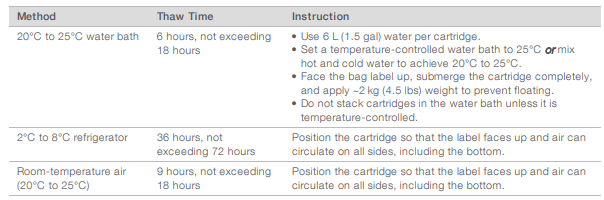 Method Thaw Time Instruction
20°C to 25°C water bath 6 hours, not exceeding • Use 6 L (1.5 gal) water per cartridge.
18 hours • Set a temperature-controlled water bath to 25°C or mix
hot and cold water to achieve 20°C to 25°C.
• Face the bag label up, submerge the cartridge completely,
and apply ~2 kg (4.5 lbs) weight to prevent floating.
• Do not stack cartridges in the water bath unless it is
temperature-controlled.
2°C to 8°C refrigerator 36 hours, not Position the cartridge so that the label faces up and air can
exceeding 72 hours circulate on all sides, including the bottom.
Room-temperature air 9 hours, not exceeding Position the cartridge so that the label faces up and air can
(20°C to 25°C) 18 hours circulate on all sides, including the bottom.